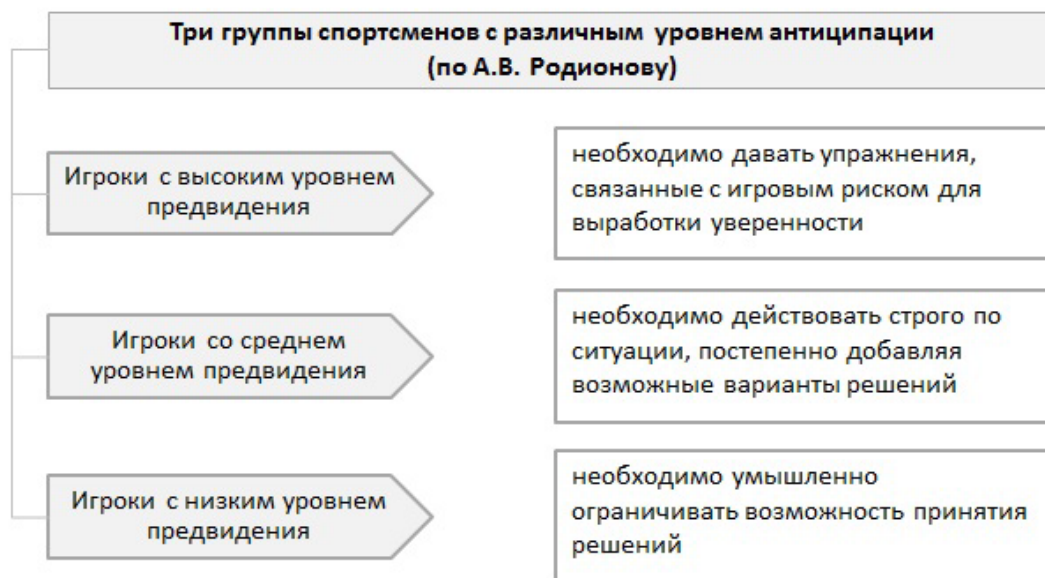 Три группы спортсменов с различным уровнем антиципации
(по А.В. Родионову)
Игроки с высоким уровнем
предвидения
необходимо давать упражнения,
связанные с игровым риском для
выработки уверенности
Игроки со среднем
уровнем предвидения
необходимо действовать строго по
ситуации, постепенно добавляя
возможные варианты решений
Игроки с низким уровнем
предвидения
необходимо умышленно
ограничивать возможность принятия
решений